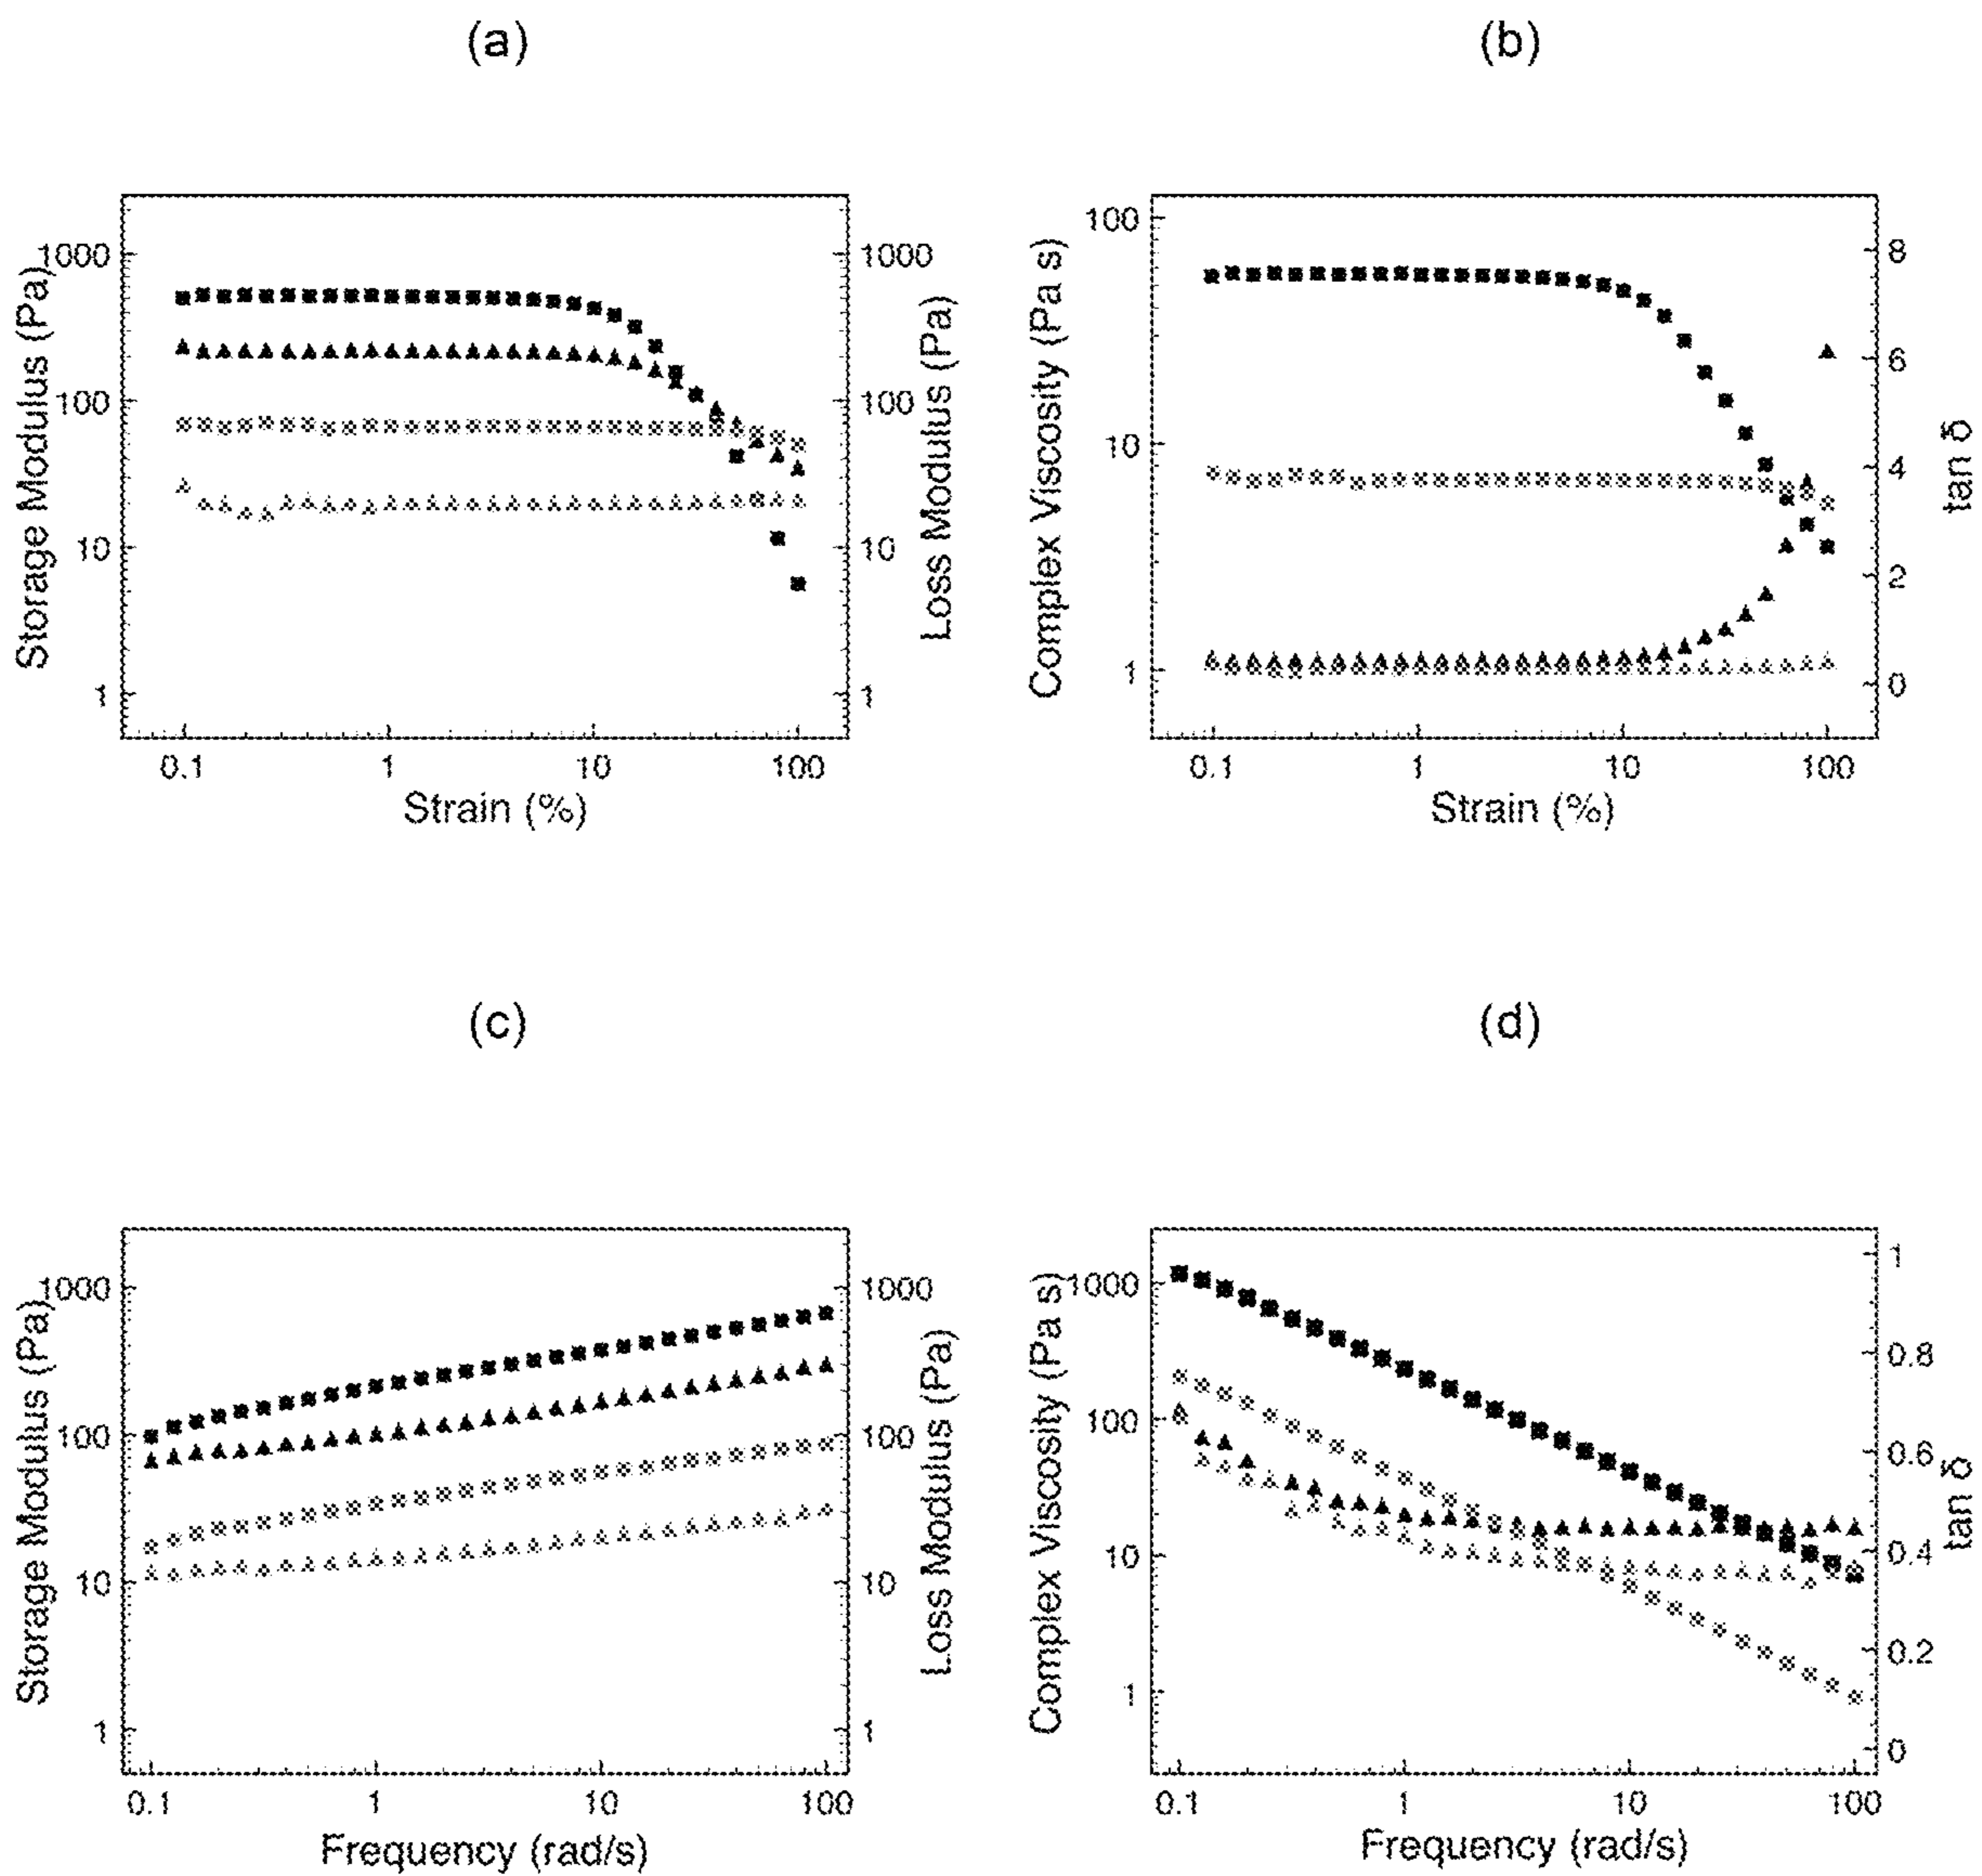 (a)
(b)
Storage Modulus (Pa)
1000
100
10
1
1000
100
10
1
Loss Modulus (Pa)
0.1 1 10 100
Strain (%)
Complex Viscosity (Pa s)
100
10
1
8
6
4
2
0
tan δ
0.1 1 10 100
Strain (%)
(c)
(d)
Storage Modulus (Pa)
1000
100
10
1
1000
100
10
1
Loss Modulus (Pa)
0.1 1 10 100
Frequency (rad/s)
Complex Viscosity (Pa s)
1000
100
10
1
1
0.8
0.6
0.4
0.2
0
tan δ
0.1 1 10 100
Frequency (rad/s)